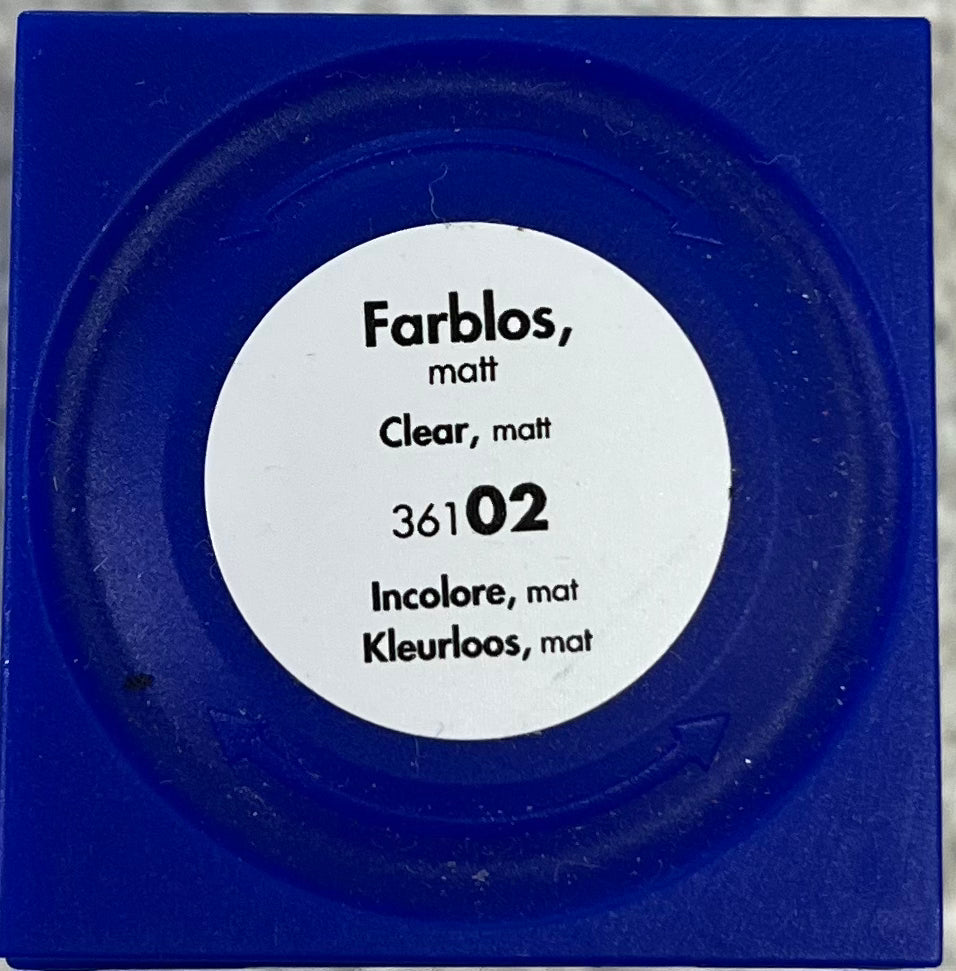 Farblos,
matt
Clear, matt
36102
Incolore, mat
Kleurloos, mat